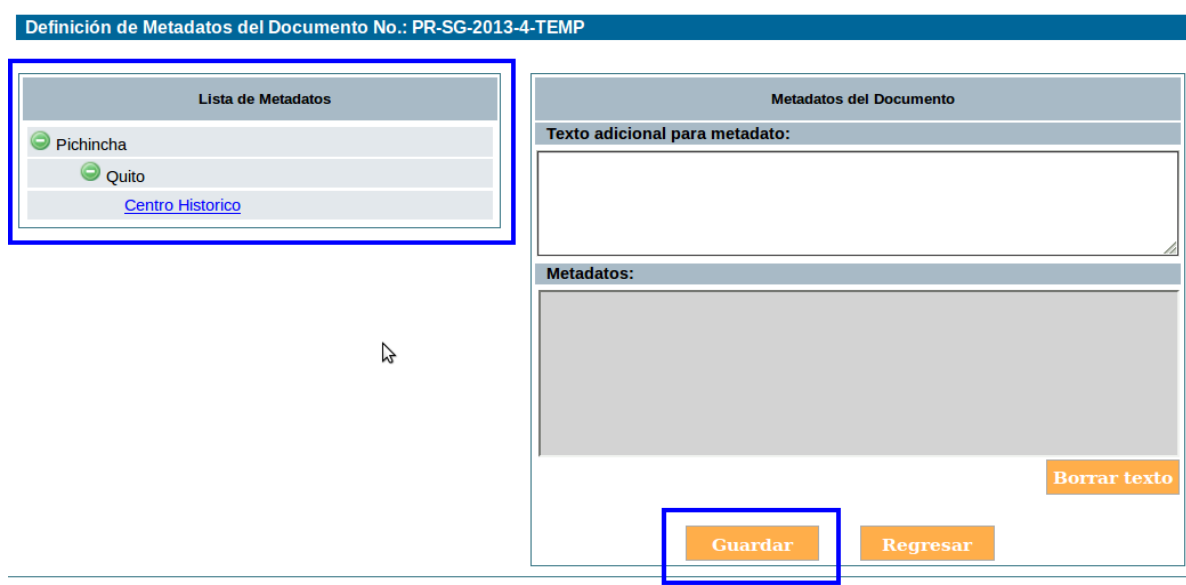 Definición de Metadatos del Documento No.: PR-SG-2013-4-TEMP
Lista de Metadatos
Pichincha
Quito
Centro Historico
Metadatos del Documento
Texto adicional para metadato:
Metadatos:
Borrar texto
Guardar
Regresar